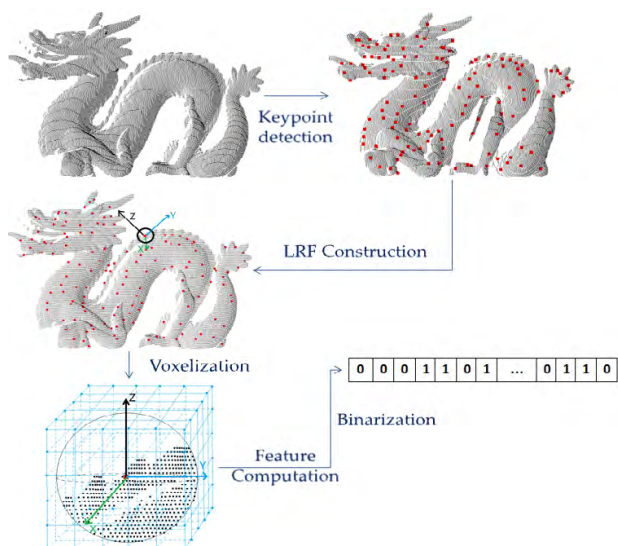 Keypoint
detection
Z
Y
X
LRF Construction
Voxelization
0 0 0 1 1 0 1 ... 0 1 1 0
Z
Binarization
Y
Feature
Computation
X